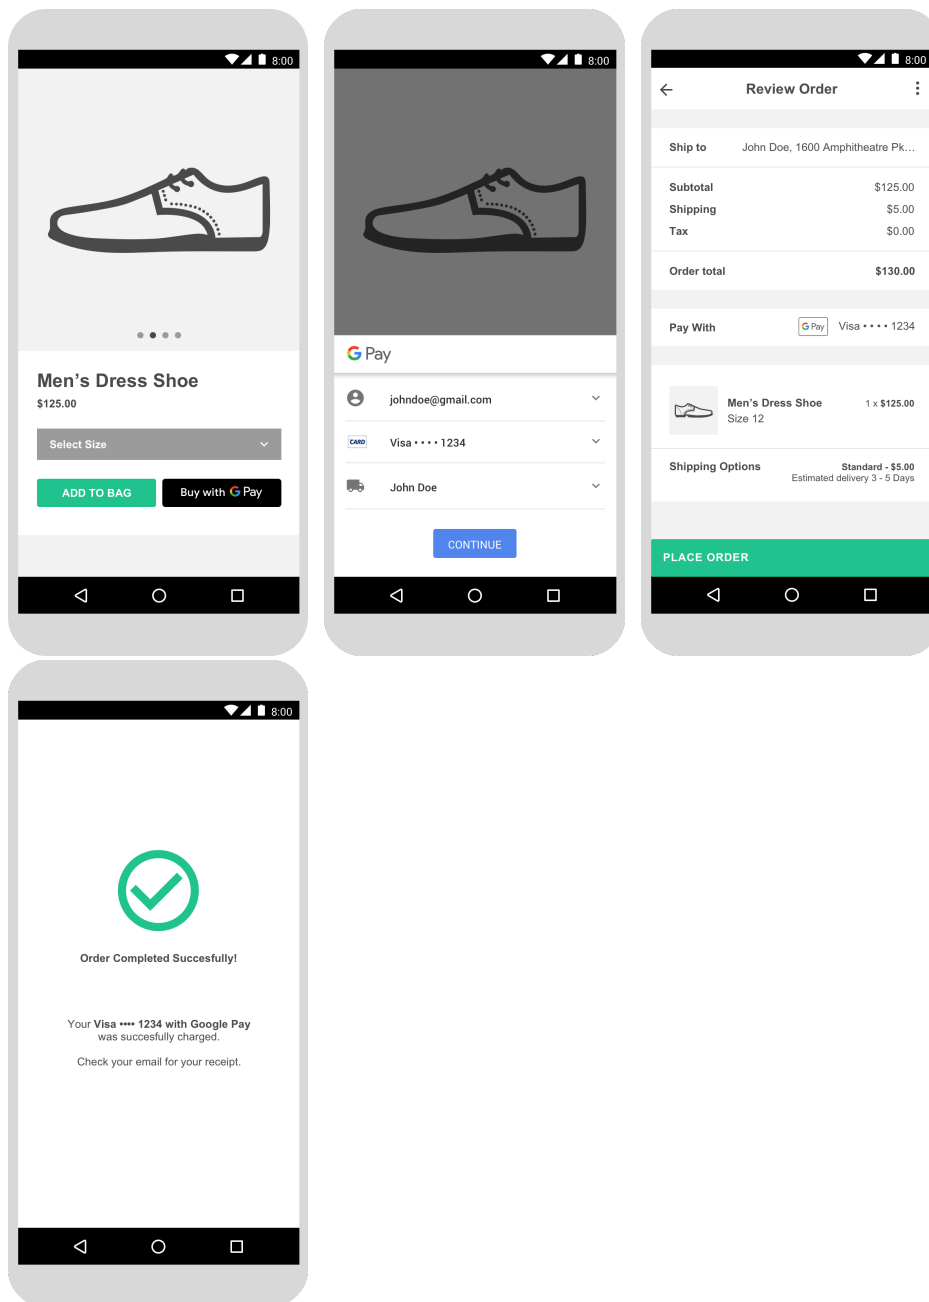 8:00
Men's Dress Shoe
$125.00
Select Size
ADD TO BAG
Buy with G Pay
8:00
G Pay
johndoe@gmail.com
CARD Visa • • • • 1234
John Doe
CONTINUE
8:00
Review Order
Ship to John Doe, 1600 Amphitheatre Pk...
Subtotal $125.00
Shipping $5.00
Tax $0.00
Order total $130.00
Pay With G Pay Visa • • • • 1234
Men's Dress Shoe 1 x $125.00
Size 12
Shipping Options Standard - $5.00
Estimated delivery 3 - 5 Days
PLACE ORDER
8:00
Order Completed Succesfully!
Your Visa •••• 1234 with Google Pay
was succesfully charged.
Check your email for your receipt.